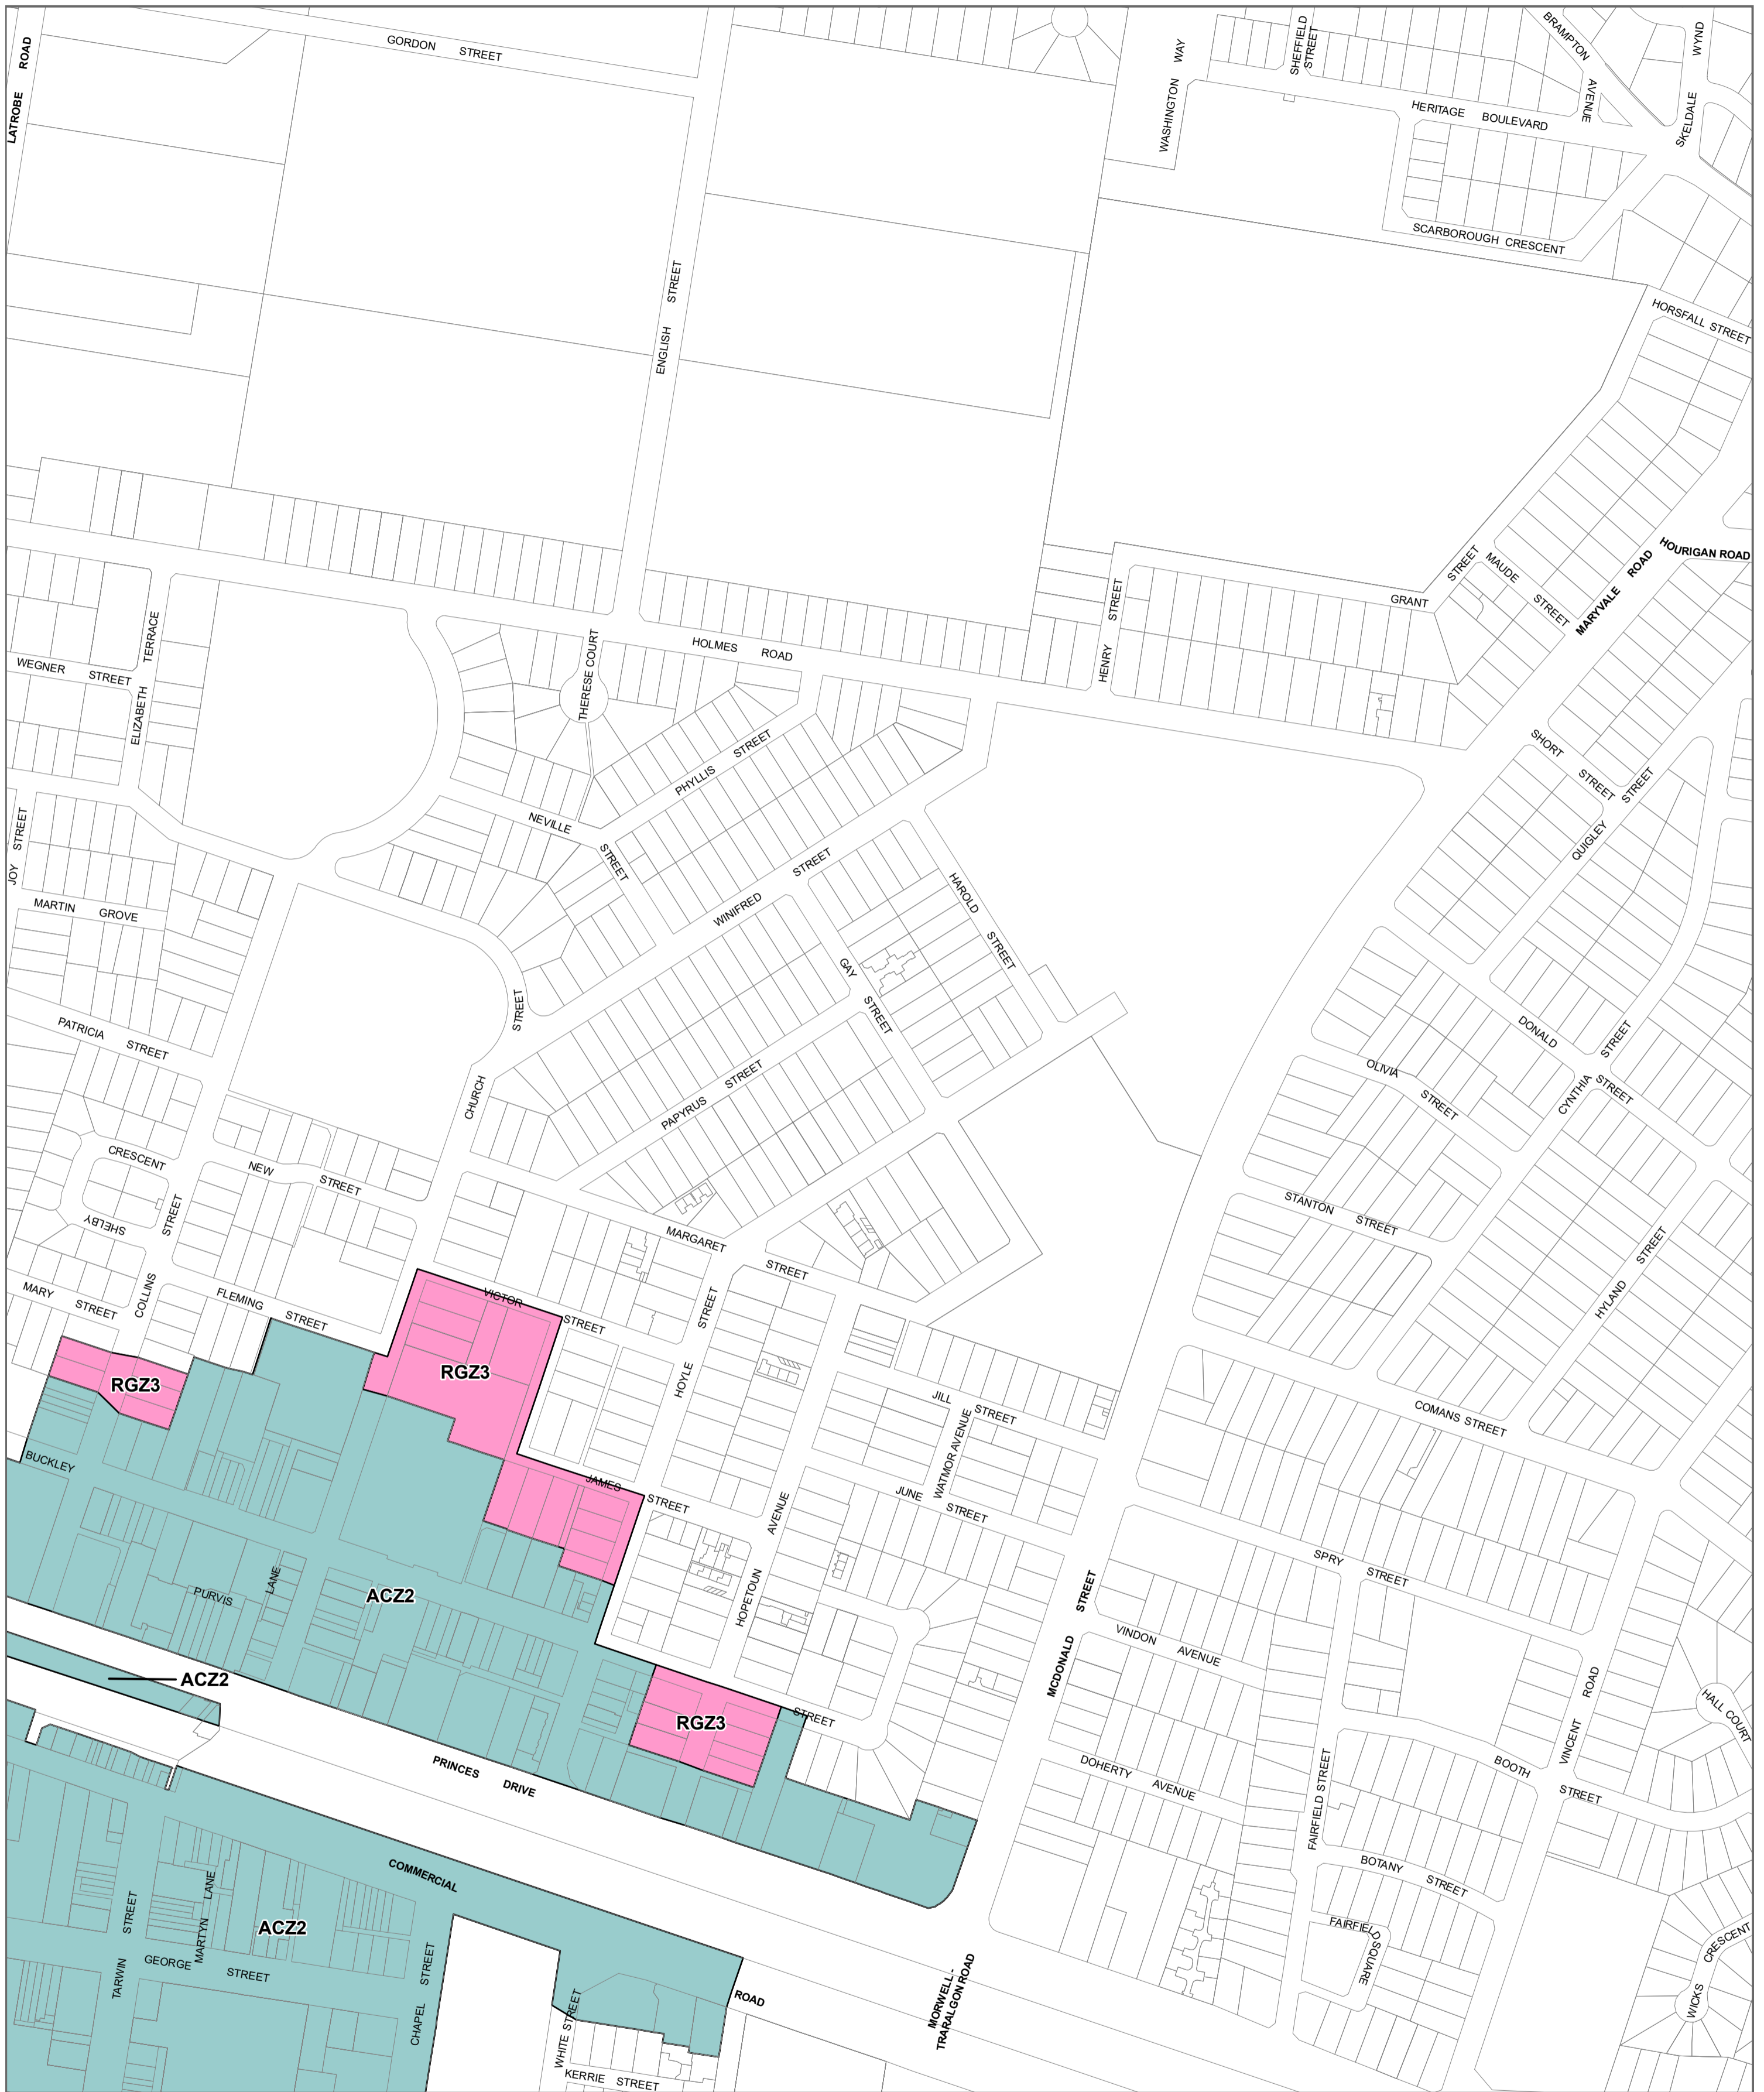 LATROBE ROAD
GORDON STREET
WASHINGTON WAY
SHEFFIELD
STREET
BRAMPTON
AVENUE
WYND
SKELDALE
HERITAGE BOULEVARD
SCARBOROUGH CRESCENT
ENGLISH STREET
HORSFALL STREET
HOURIGAN ROAD
MARYVALE ROAD
MAUDE
STREET
GRANT
STREET
HENRY STREET
HOLMES ROAD
THERESE COURT
ELIZABETH TERRACE
WEGNER STREET
PHYLLIS STREET
NEVILLE
STREET
SHORT
STREET
QUIGLEY STREET
JOY STREET
MARTIN GROVE
WINIFRED STREET
HAROLD
STREET
GAY
STREET
PATRICIA STREET
CHURCH STREET
PAPYRUS STREET
DONALD
STREET
CYNTHIA STREET
OLIVIA
STREET
CRESCENT
SHELBY
NEW STREET
COLLINS STREET
MARGARET
STREET
STANTON STREET
HYLAND STREET
MARY STREET
FLEMING STREET
VICTOR
STREET
HOYLE STREET
RGZ3
RGZ3
JILL STREET
WATMOR AVENUE
COMANS STREET
BUCKLEY
JAMES
STREET
JUNE STREET
HOPETOUN AVENUE
SPRY
STREET
PURVIS
LANE
ACZ2
MCDONALD STREET
VINDON AVENUE
ACZ2
RGZ3
STREET
VINCENT ROAD
HALL COURT
PRINCES DRIVE
DOHERTY AVENUE
FAIRFIELD STREET
BOOTH
STREET
COMMERCIAL
ROAD
BOTANY
STREET
FAIRFIELD
SQUARE
ACZ2
TARWIN STREET
MARTYN LANE
GEORGE STREET
CHAPEL STREET
WHITE STREET
KERRIE STREET
MORWELL -
TRARALGON ROAD
WICKS CRESCENT